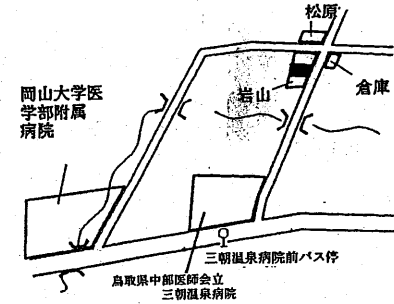 松原
倉庫
岩山
岡山大学医
学部附属
病院
三朝温泉病院前バス停
鳥取県中部医師会立
三朝温泉病院